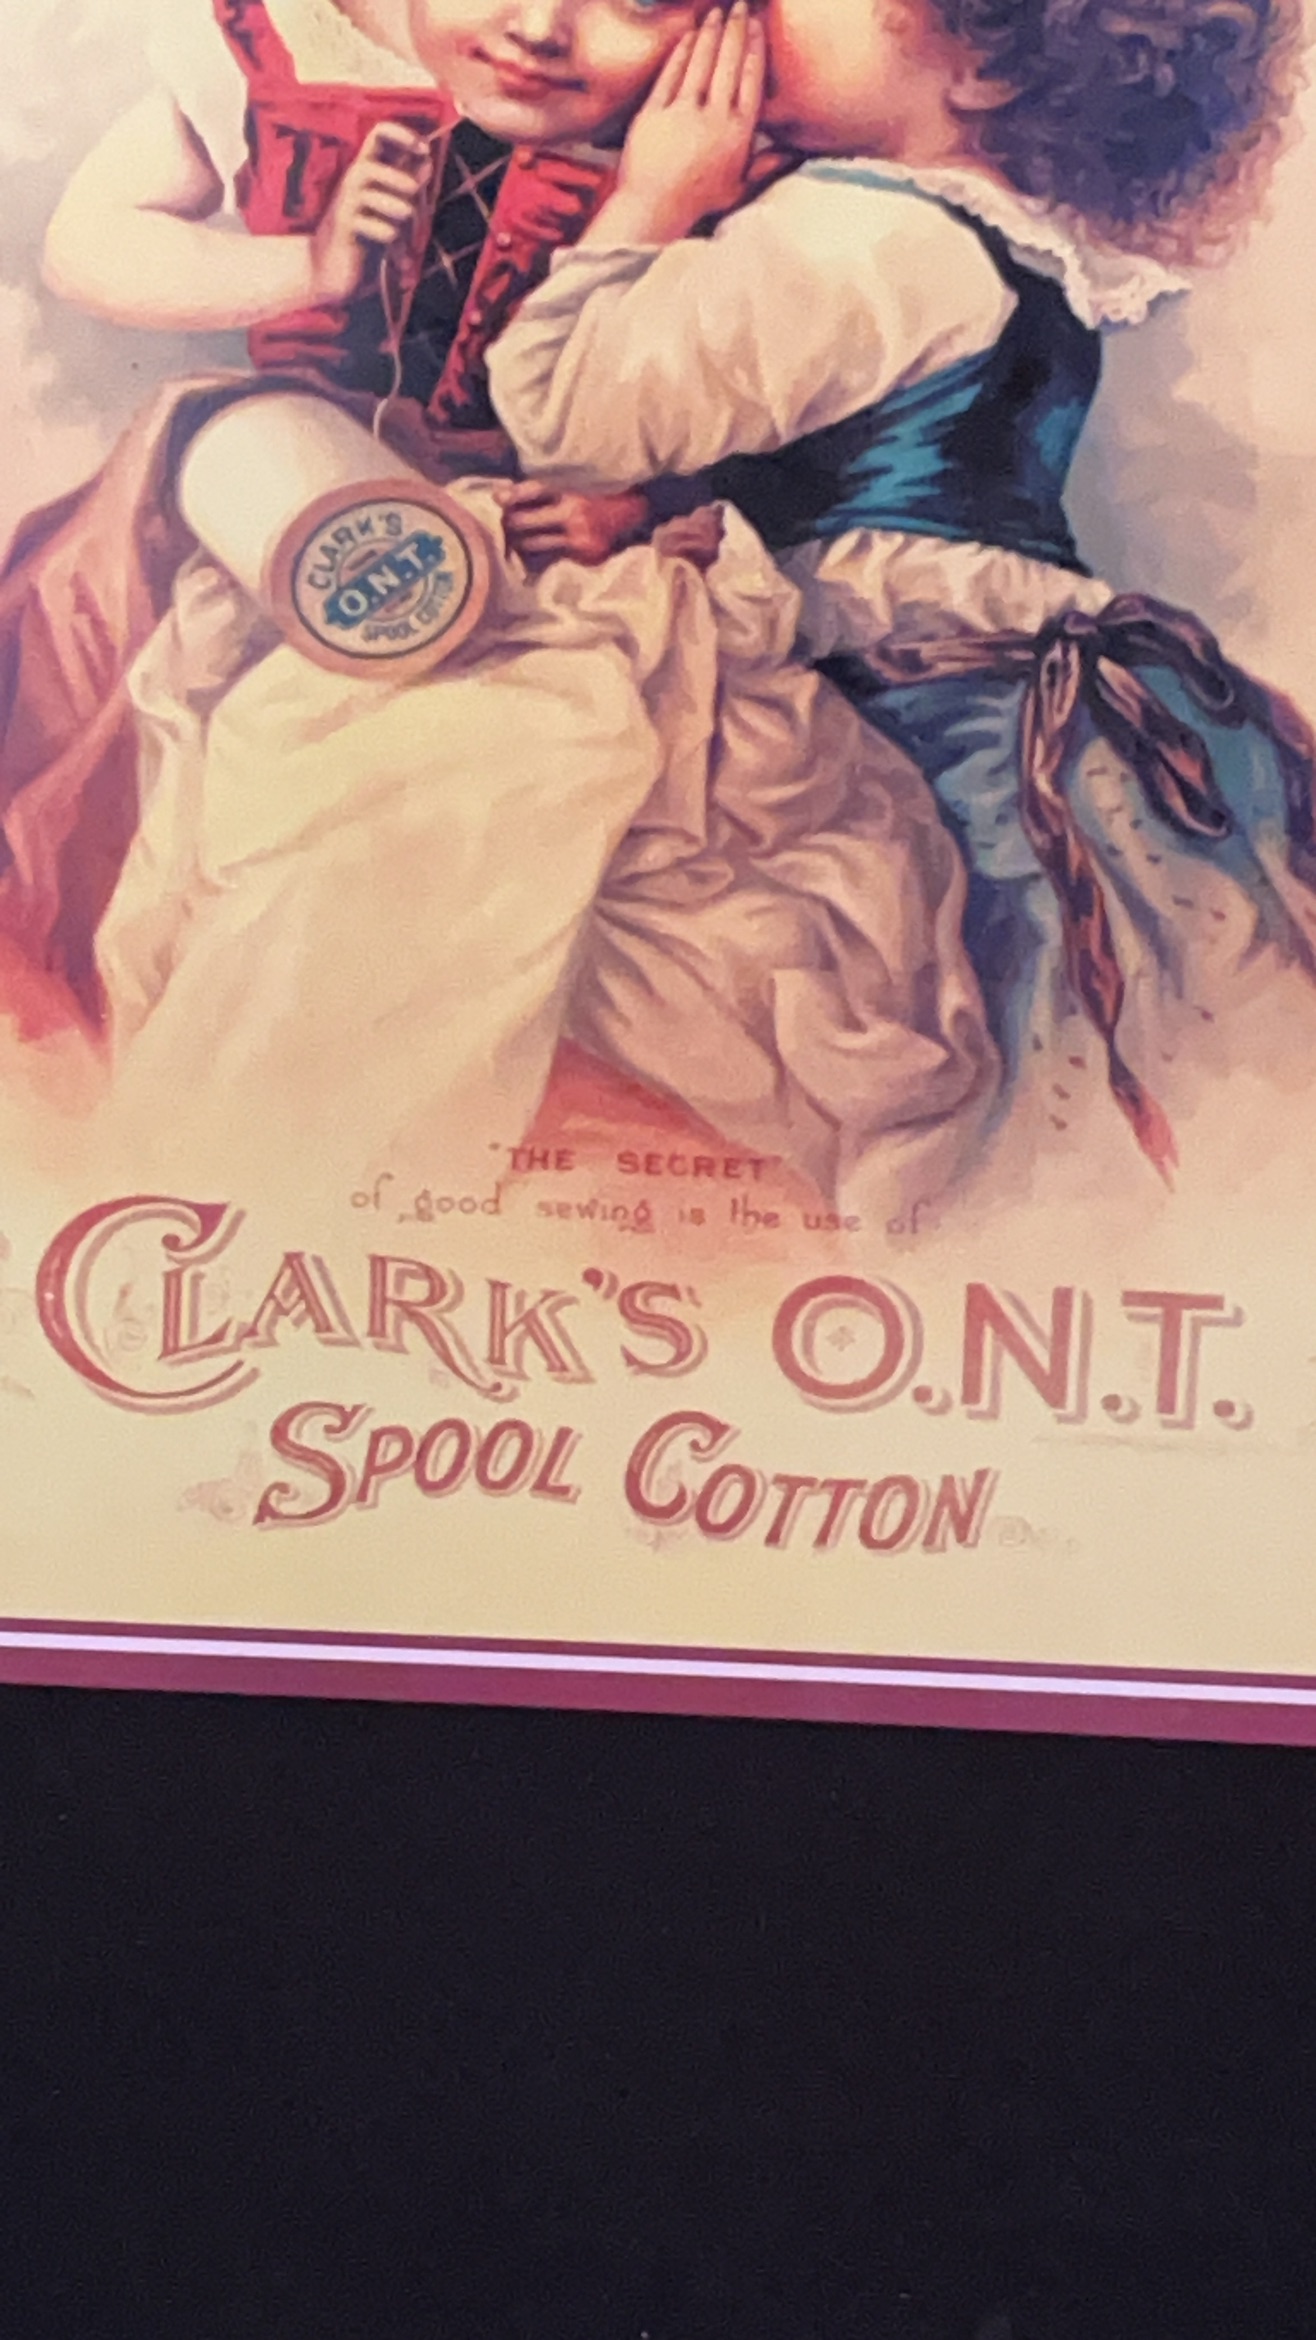 CLARK'S
O.N.T.
SPOOL COTTON
"THE SECRET"
of good sewing is the use of
CLARK'S O.N.T.
SPOOL COTTON